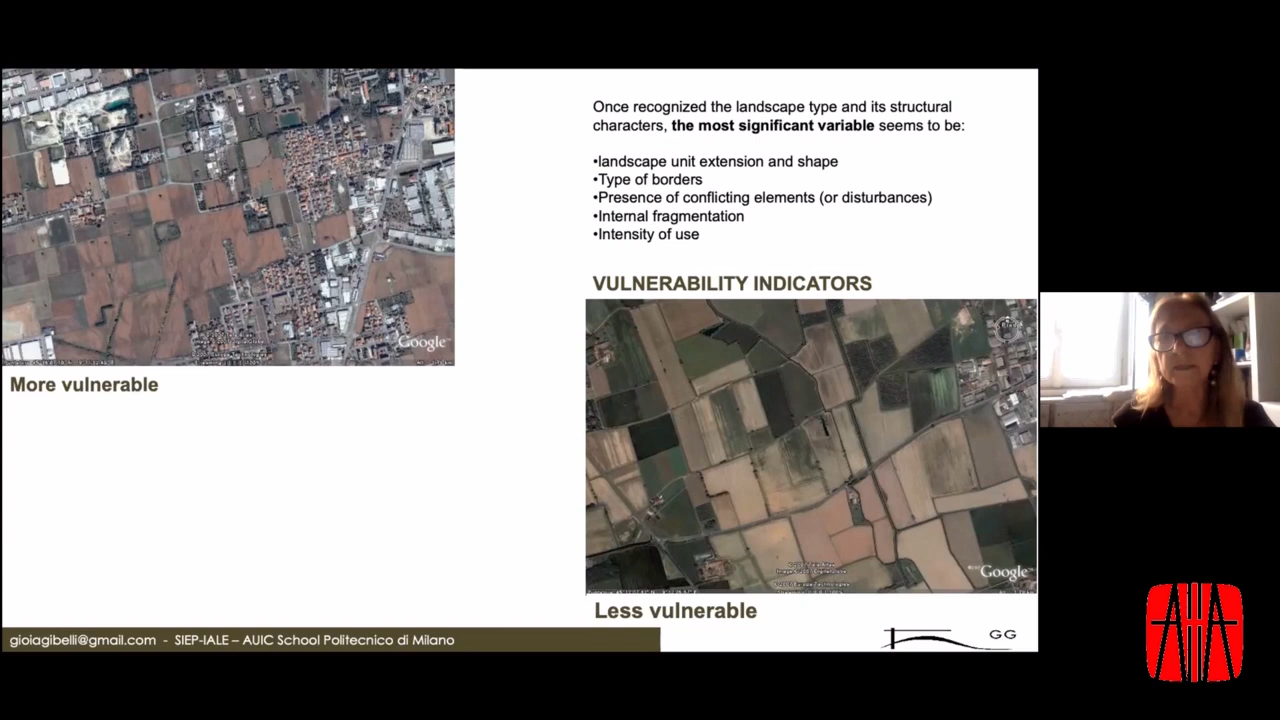 Once recognized the landscape type and its structural
characters, the most significant variable seems to be:
•landscape unit extension and shape
•Type of borders
•Presence of conflicting elements (or disturbances)
•Internal fragmentation
•Intensity of use
VULNERABILITY INDICATORS
Google
More vulnerable
Google
Less vulnerable
gioiagibelli@gmail.com - SIEP-IALE – AUIC School Politecnico di Milano
GG